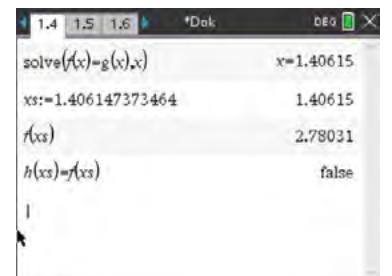 1.4 1.5 1.6 *Dok DEG
solve(f(x)=g(x),x) x=1.40615
xs:=1.406147373464 1.40615
f(xs) 2.78031
h(xs)=f(xs) false